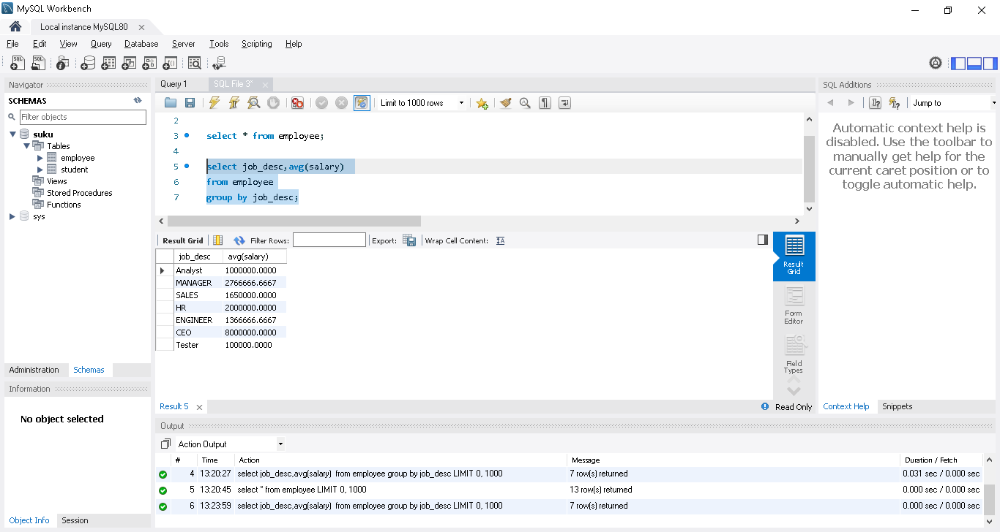 MySQL Workbench
Local instance MySQL80
File Edit View Query Database Server Tools Scripting Help
Navigator
SCHEMAS
Filter objects
suku
Tables
employee
student
Views
Stored Procedures
Functions
sys
Administration Schemas
Information
No object selected
Object Info Session
Query 1 SQL File 3*
Limit to 1000 rows
2
3 select * from employee;
4
5 select job_desc,avg(salary)
6 from employee
7 group by job_desc;
Result Grid Filter Rows: Export: Wrap Cell Content:
job_desc avg(salary)
Analyst 1000000.0000
MANAGER 2766666.6667
SALES 1650000.0000
HR 2000000.0000
ENGINEER 1366666.6667
CEO 8000000.0000
Tester 100000.0000
Result
Grid
Form
Editor
Field
Types
Result 5
Read Only
SQL Additions
Jump to
Automatic context help is
disabled. Use the toolbar to
manually get help for the
current caret position or to
toggle automatic help.
Context Help Snippets
Output
Action Output
# Time Action Message Duration / Fetch
4 13:20:27 select job_desc,avg(salary) from employee group by job_desc LIMIT 0, 1000 7 row(s) returned 0.031 sec / 0.000 sec
5 13:20:45 select * from employee LIMIT 0, 1000 13 row(s) returned 0.000 sec / 0.000 sec
6 13:23:59 select job_desc,avg(salary) from employee group by job_desc LIMIT 0, 1000 7 row(s) returned 0.000 sec / 0.000 sec